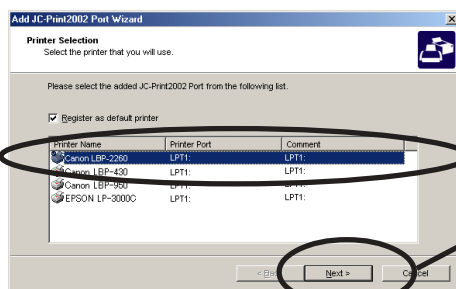 Add JC-Print2002 Port Wizard
Printer Selection
Select the printer that you will use.
Please select the added JC-Print2002 Port from the following list.
Register as default printer
Printer Name Printer Port Comment
Canon LBP-2260 LPT1: LPT1:
Canon LBP-430 LPT1: LPT1:
Canon LBP-950 LPT1: LPT1:
EPSON LP-3000C LPT1: LPT1:
Next > Cancel